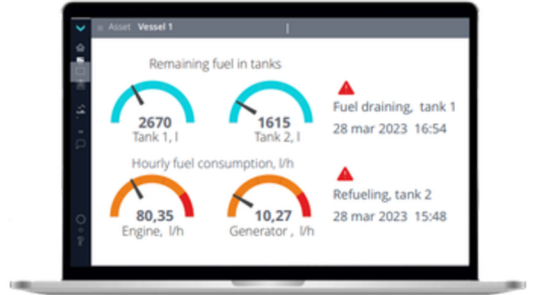 Asset Vessel 1
Remaining fuel in tanks
2670
Tank 1, l
1615
Tank 2, l
Fuel draining, tank 1
28 mar 2023 16:54
Hourly fuel consumption, l/h
80,35
Engine, l/h
10,27
Generator , l/h
Refueling, tank 2
28 mar 2023 15:48